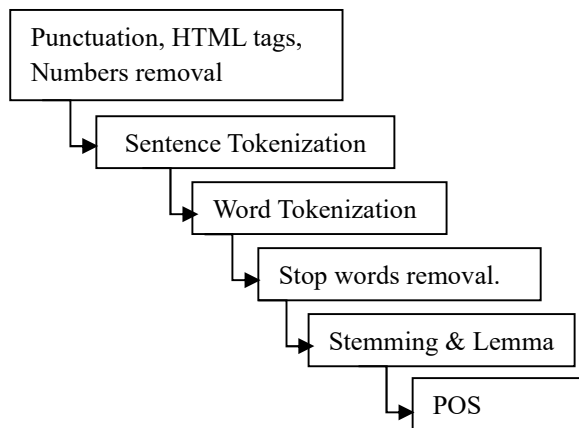 Punctuation, HTML tags,
Numbers removal
Sentence Tokenization
Word Tokenization
Stop words removal.
Stemming & Lemma
POS